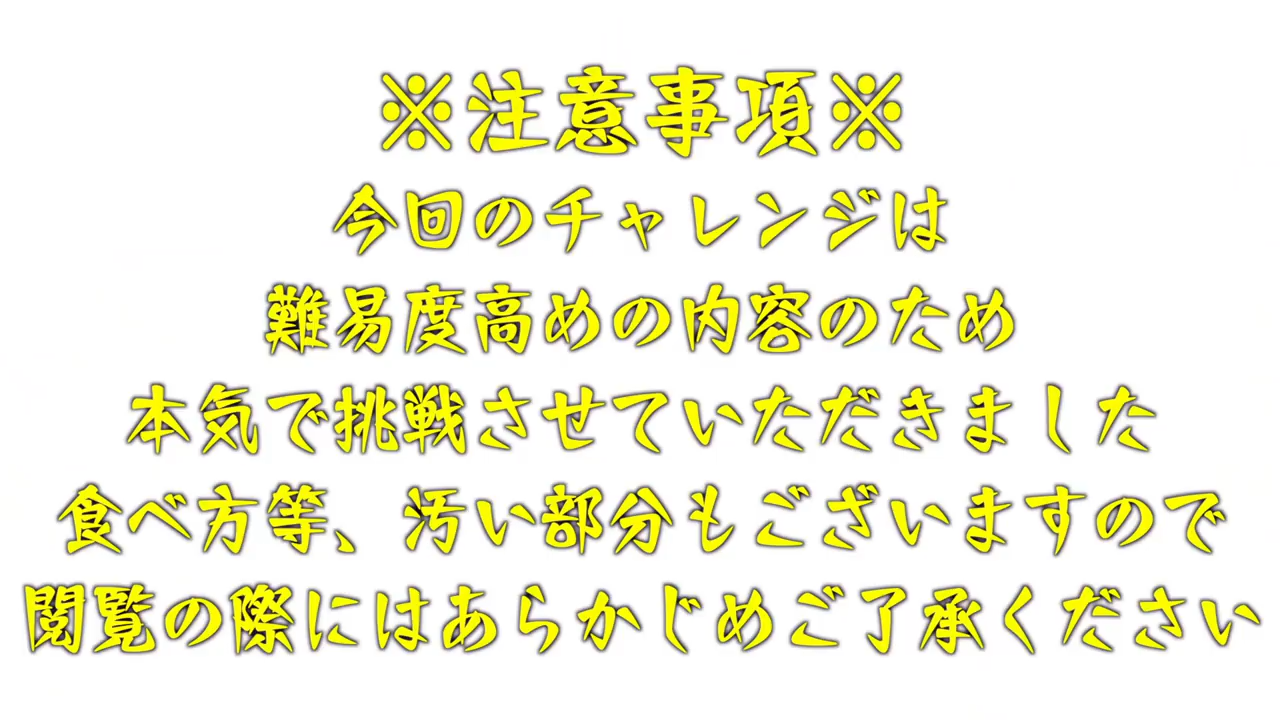 ※注意事項※
今回のチャレンジは
難易度高めの内容のため
本気で挑戦させていただきました
食べ方等、汚い部分もございますので
閲覧の際にはあらかじめご了承ください